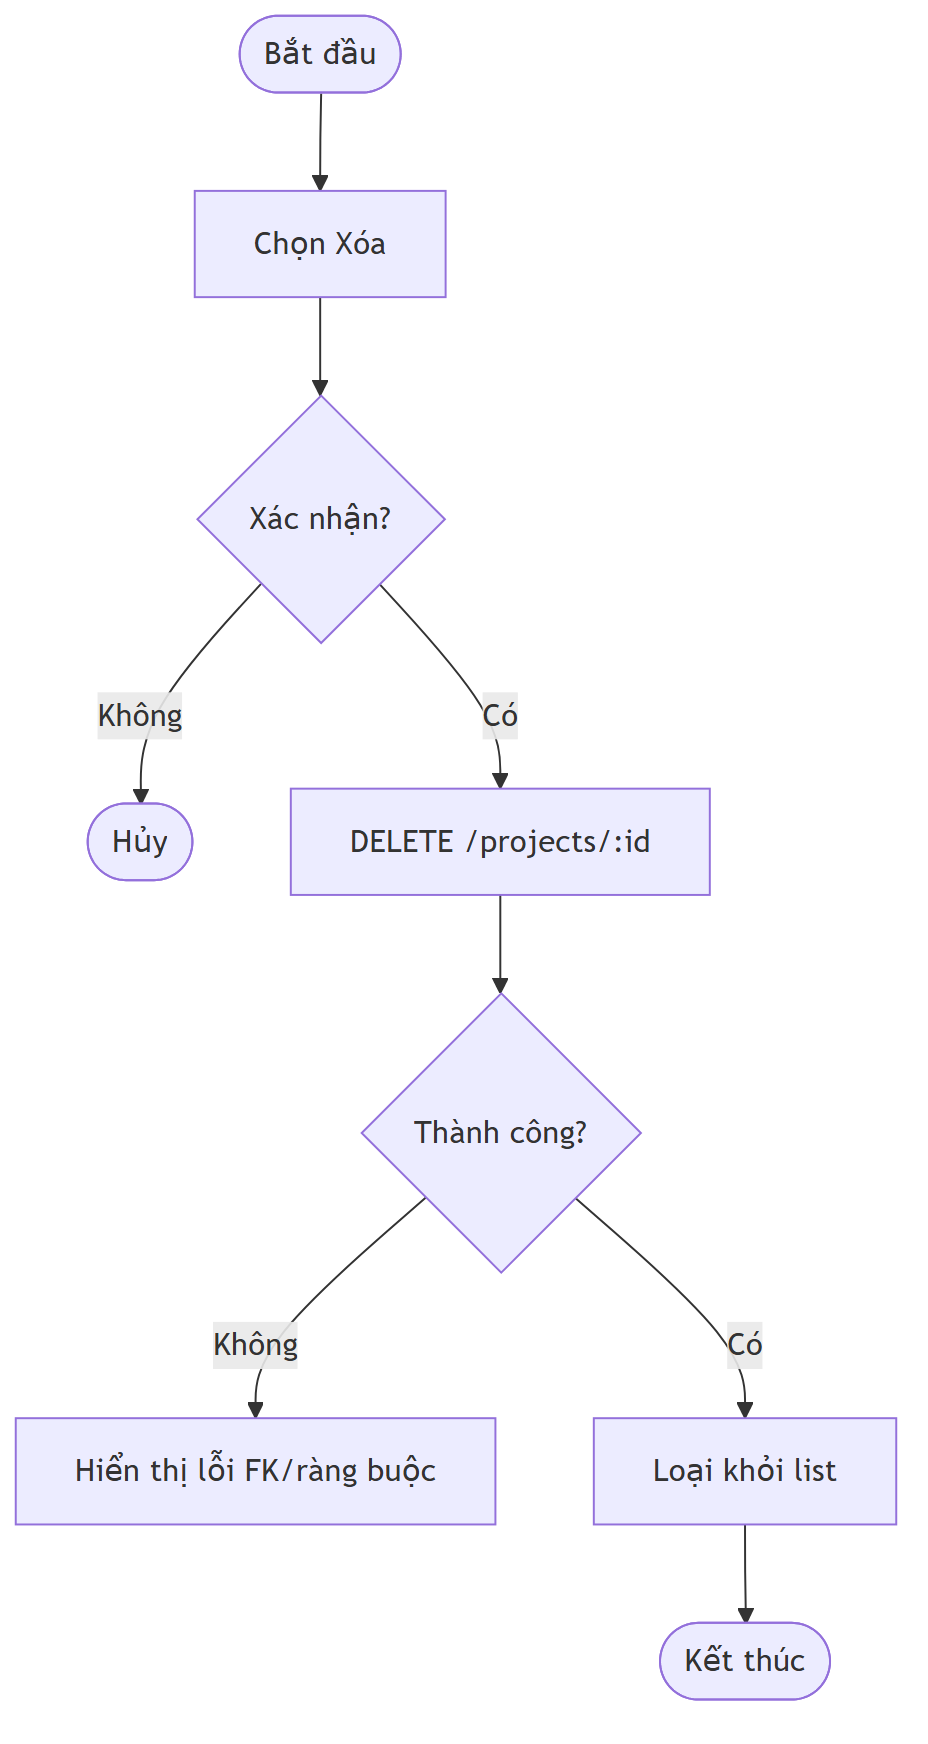 Bắt đầu
Chọn Xóa
Xác nhận?
Không
Có
Hủy
DELETE /projects/:id
Thành công?
Không
Có
Hiển thị lỗi FK/ràng buộc
Loại khỏi list
Kết thúc